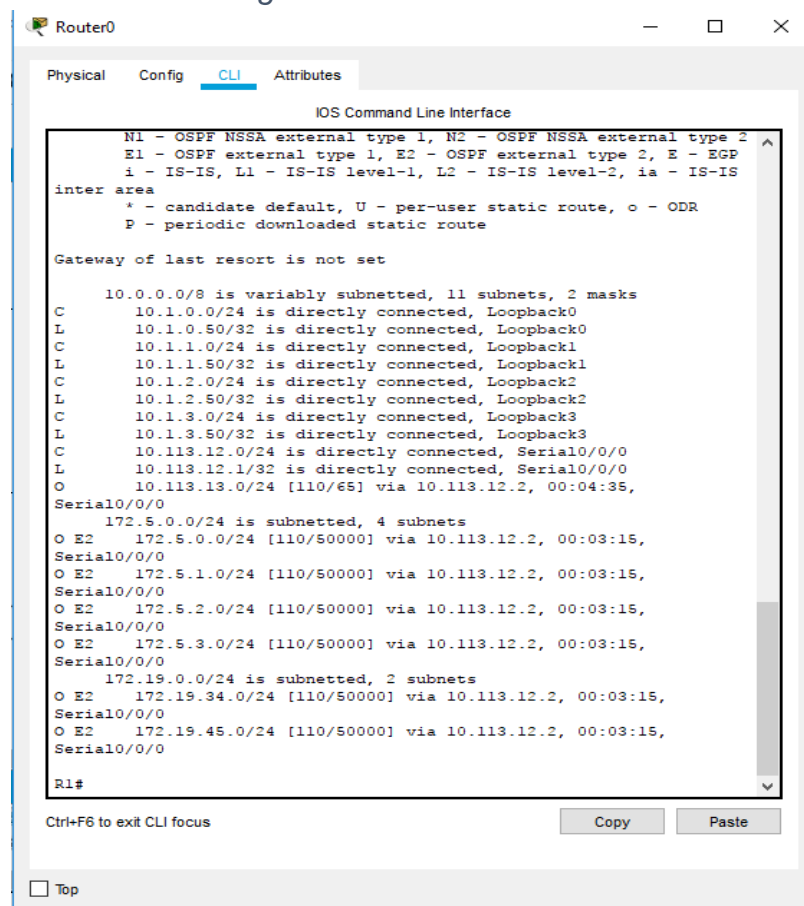 Router0
Physical Config CLI Attributes
IOS Command Line Interface
N1 - OSPF NSSA external type 1, N2 - OSPF NSSA external type 2
E1 - OSPF external type 1, E2 - OSPF external type 2, E - EGP
i - IS-IS, L1 - IS-IS level-1, L2 - IS-IS level-2, ia - IS-IS
inter area
* - candidate default, U - per-user static route, o - ODR
P - periodic downloaded static route
Gateway of last resort is not set
10.0.0.0/8 is variably subnetted, 11 subnets, 2 masks
C 10.1.0.0/24 is directly connected, Loopback0
L 10.1.0.50/32 is directly connected, Loopback0
C 10.1.1.0/24 is directly connected, Loopback1
L 10.1.1.50/32 is directly connected, Loopback1
C 10.1.2.0/24 is directly connected, Loopback2
L 10.1.2.50/32 is directly connected, Loopback2
C 10.1.3.0/24 is directly connected, Loopback3
L 10.1.3.50/32 is directly connected, Loopback3
C 10.113.12.0/24 is directly connected, Serial0/0/0
L 10.113.12.1/32 is directly connected, Serial0/0/0
O 10.113.13.0/24 [110/65] via 10.113.12.2, 00:04:35,
Serial0/0/0
172.5.0.0/24 is subnetted, 4 subnets
O E2 172.5.0.0/24 [110/50000] via 10.113.12.2, 00:03:15,
Serial0/0/0
O E2 172.5.1.0/24 [110/50000] via 10.113.12.2, 00:03:15,
Serial0/0/0
O E2 172.5.2.0/24 [110/50000] via 10.113.12.2, 00:03:15,
Serial0/0/0
O E2 172.5.3.0/24 [110/50000] via 10.113.12.2, 00:03:15,
Serial0/0/0
172.19.0.0/24 is subnetted, 2 subnets
O E2 172.19.34.0/24 [110/50000] via 10.113.12.2, 00:03:15,
Serial0/0/0
O E2 172.19.45.0/24 [110/50000] via 10.113.12.2, 00:03:15,
Serial0/0/0
R1#
Ctrl+F6 to exit CLI focus
Copy Paste
Top